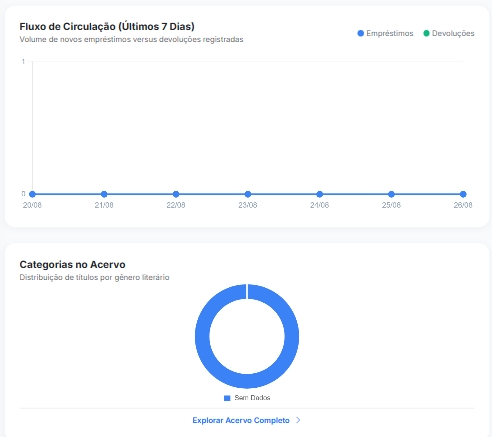 Fluxo de Circulação (Últimos 7 Dias)
Volume de novos empréstimos versus devoluções registradas
Empréstimos Devoluções
1
0
20/08 21/08 22/08 23/08 24/08 25/08 26/08
Categorias no Acervo
Distribuição de títulos por gênero literário
Sem Dados
Explorar Acervo Completo